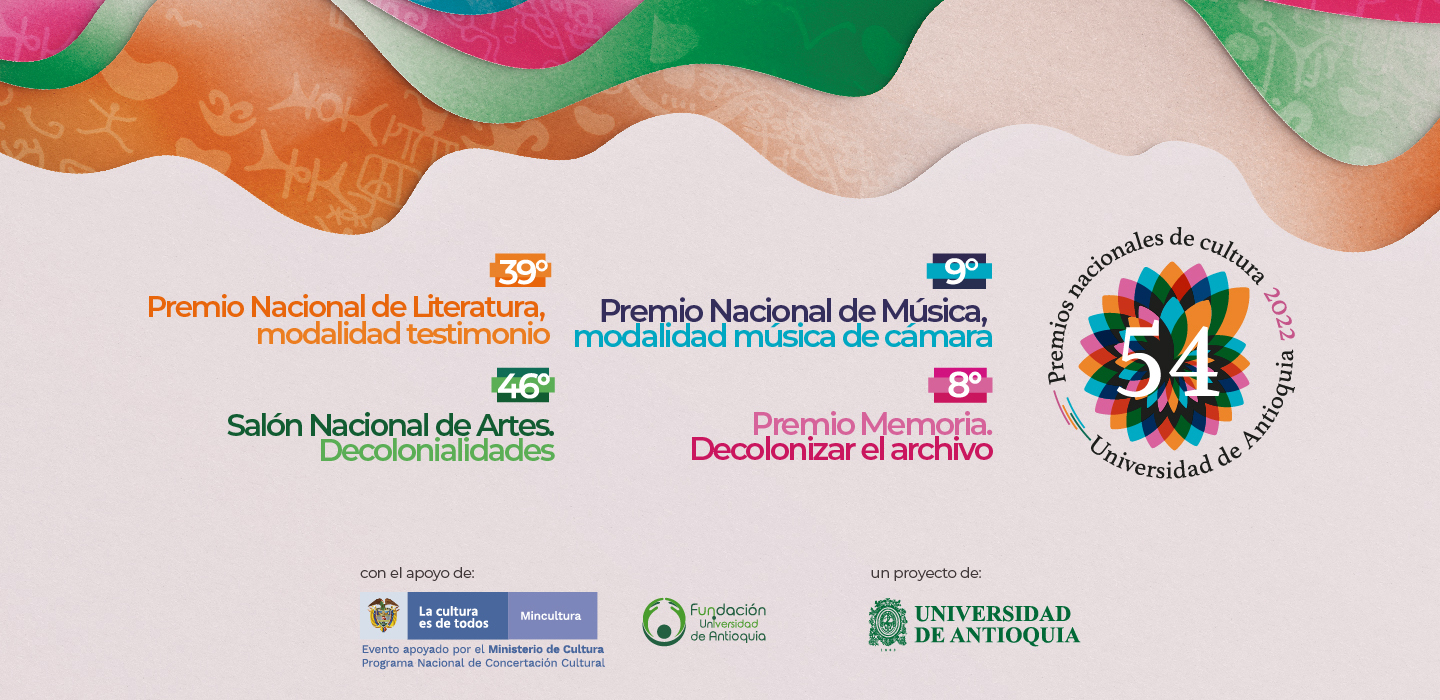 39º
Premio Nacional de Literatura,
modalidad testimonio
9º
Premio Nacional de Música,
modalidad música de cámara
46º
Salón Nacional de Artes.
Decolonialidades
8º
Premio Memoria.
Decolonizar el archivo
Premios nacionales de cultura 2022
54
Universidad de Antioquia
con el apoyo de:
La cultura
es de todos
Mincultura
Evento apoyado por el Ministerio de Cultura
Programa Nacional de Concertación Cultural
Fundación
Universidad
de Antioquia
un proyecto de:
UNIVERSIDAD
DE ANTIOQUIA